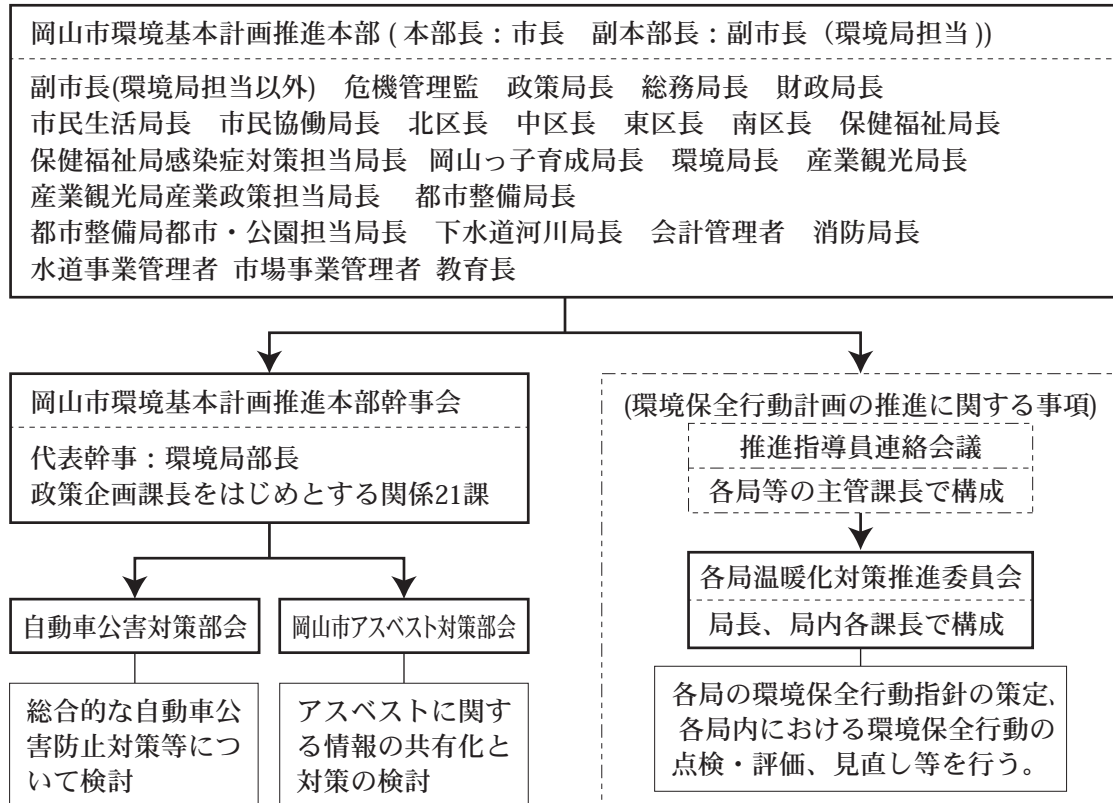 岡山市環境基本計画推進本部 ( 本部長：市長　副本部長：副市長（環境局担当 ))
副市長(環境局担当以外)　危機管理監　政策局長　総務局長　財政局長
市民生活局長　市民協働局長　北区長　中区長　東区長　南区長　保健福祉局長
保健福祉局感染症対策担当局長　岡山っ子育成局長　環境局長　産業観光局長
産業観光局産業政策担当局長　都市整備局長
都市整備局都市・公園担当局長　下水道河川局長　会計管理者　消防局長
水道事業管理者 市場事業管理者 教育長
岡山市環境基本計画推進本部幹事会
代表幹事：環境局部長
政策企画課長をはじめとする関係21課
自動車公害対策部会
総合的な自動車公
害防止対策等につ
いて検討
岡山市アスベスト対策部会
アスベストに関す
る情報の共有化と
対策の検討
(環境保全行動計画の推進に関する事項)
推進指導員連絡会議
各局等の主管課長で構成
各局温暖化対策推進委員会
局長、局内各課長で構成
各局の環境保全行動指針の策定、
各局内における環境保全行動の
点検・評価、見直し等を行う。